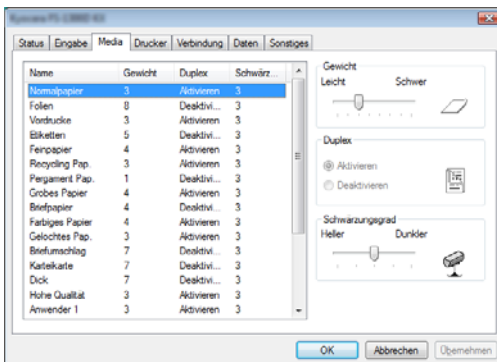 Status Eingabe Media Drucker Verbindung Daten Sonstiges
Name Gewicht Duplex Schwärz...
Normalpapier 3 Aktivieren 3
Folien 8 Deaktivi... 3
Vordrucke 3 Aktivieren 3
Etiketten 5 Deaktivi... 3
Feinpapier 4 Aktivieren 3
Recycling Pap. 3 Aktivieren 3
Pergament Pap. 1 Deaktivi... 3
Grobes Papier 4 Aktivieren 3
Briefpapier 4 Deaktivi... 3
Farbiges Papier 4 Aktivieren 3
Gelochtes Pap. 3 Aktivieren 3
Briefumschlag 7 Deaktivi... 3
Karteikarte 7 Deaktivi... 3
Dick 7 Deaktivi... 3
Hohe Qualität 3 Aktivieren 3
Anwender 1 3 Aktivieren 3
Gewicht
Leicht Schwer
Duplex
Aktivieren
Deaktivieren
Schwärzungsgrad
Heller Dunkler
OK Abbrechen Übernehmen